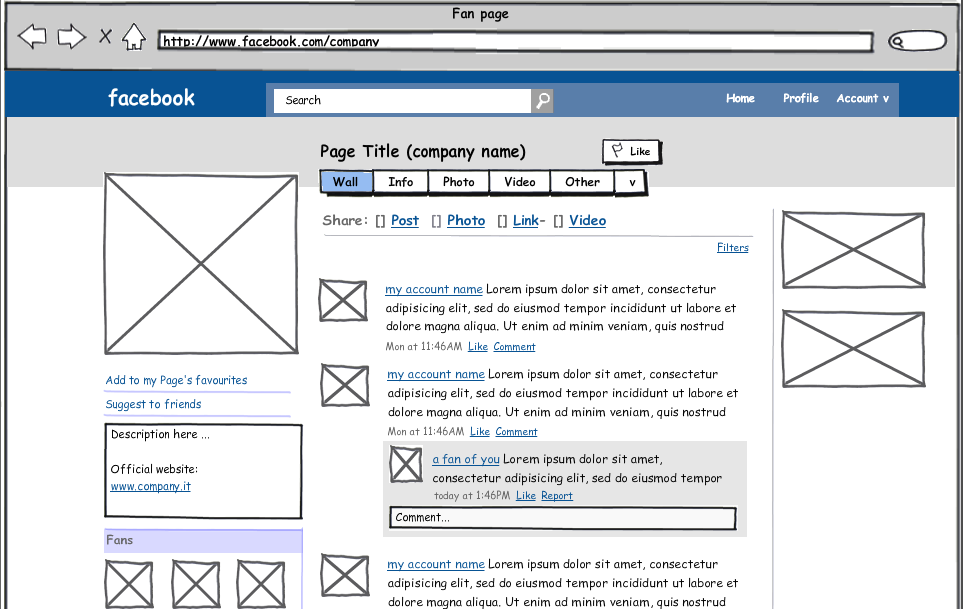 Fan page
http://www.facebook.com/company
facebook
Search
Home Profile Account v
Page Title (company name)
Like
Wall Info Photo Video Other v
Share: [] Post [] Photo [] Link- [] Video
Filters
my account name Lorem ipsum dolor sit amet, consectetur
adipisicing elit, sed do eiusmod tempor incididunt ut labore et
dolore magna aliqua. Ut enim ad minim veniam, quis nostrud
Mon at 11:46AM Like Comment
my account name Lorem ipsum dolor sit amet, consectetur
adipisicing elit, sed do eiusmod tempor incididunt ut labore et
dolore magna aliqua. Ut enim ad minim veniam, quis nostrud
Mon at 11:46AM Like Comment
a fan of you Lorem ipsum dolor sit amet,
consectetur adipisicing elit, sed do eiusmod tempor
today at 1:46PM Like Report
Comment...
my account name Lorem ipsum dolor sit amet, consectetur
adipisicing elit, sed do eiusmod tempor incididunt ut labore et
dolore magna aliqua. Ut enim ad minim veniam, quis nostrud
Add to my Page's favourites
Suggest to friends
Description here ...
Official website:
www.company.it
Fans